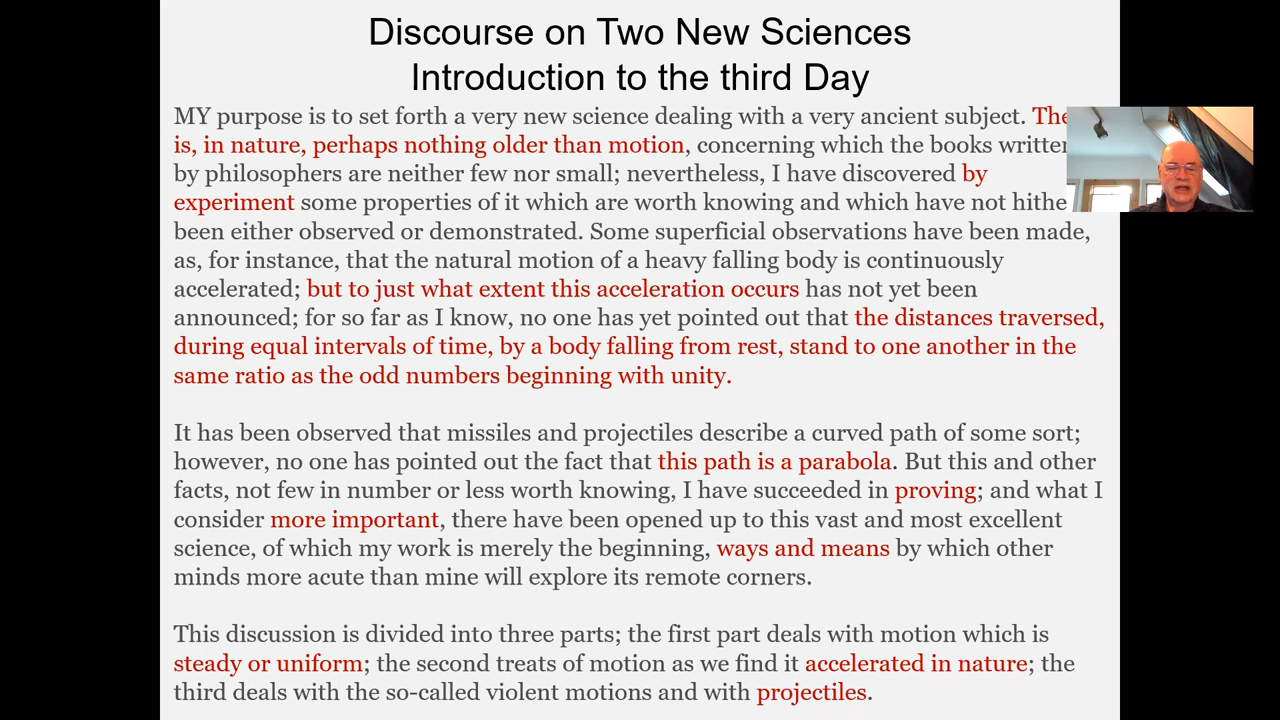 Discourse on Two New Sciences
Introduction to the third Day
MY purpose is to set forth a very new science dealing with a very ancient subject.
is, in nature, perhaps nothing older than motion, concerning which the books written
by philosophers are neither few nor small; nevertheless, I have discovered by
experiment some properties of it which are worth knowing and which have not
been either observed or demonstrated. Some superficial observations have been made,
as, for instance, that the natural motion of a heavy falling body is continuously
accelerated; but to just what extent this acceleration occurs has not yet been
announced; for so far as I know, no one has yet pointed out that the distances traversed,
during equal intervals of time, by a body falling from rest, stand to one another in the
same ratio as the odd numbers beginning with unity.
It has been observed that missiles and projectiles describe a curved path of some sort;
however, no one has pointed out the fact that this path is a parabola. But this and other
facts, not few in number or less worth knowing, I have succeeded in proving; and what I
consider more important, there have been opened up to this vast and most excellent
science, of which my work is merely the beginning, ways and means by which other
minds more acute than mine will explore its remote corners.
This discussion is divided into three parts; the first part deals with motion which is
steady or uniform; the second treats of motion as we find it accelerated in nature; the
third deals with the so-called violent motions and with projectiles.